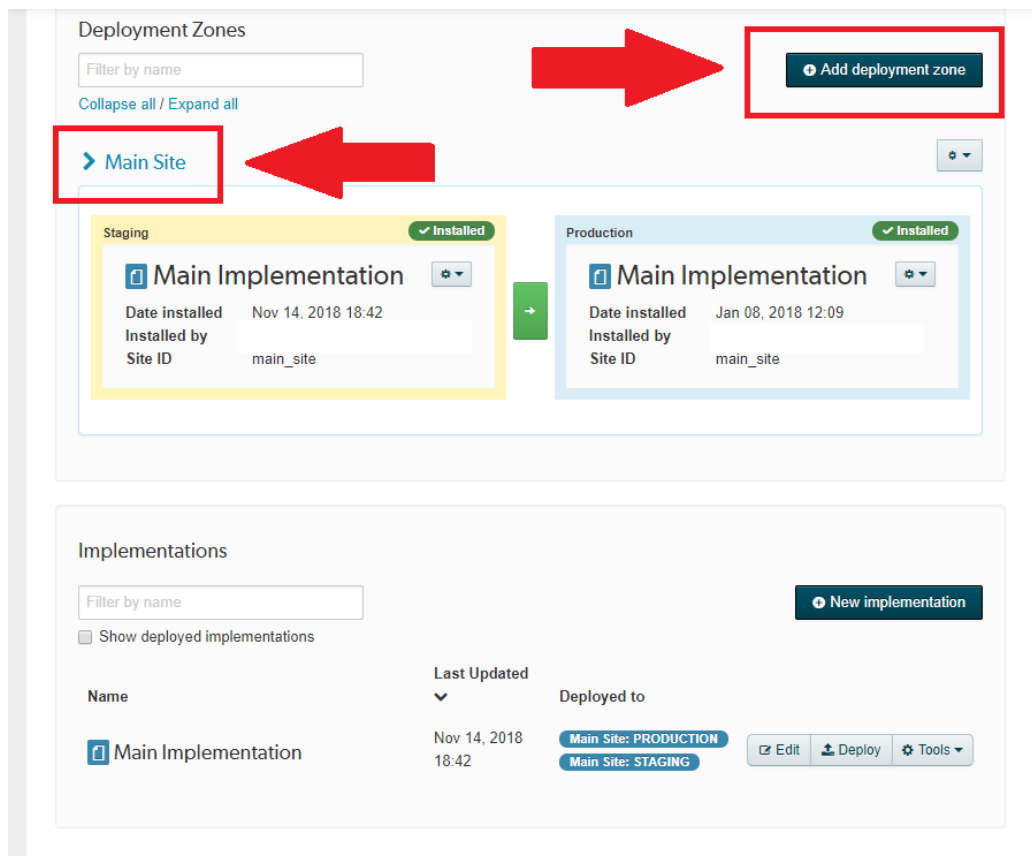 Deployment Zones
Filter by name
Add deployment zone
Collapse all / Expand all
Main Site
Staging
Installed
Main Implementation
Date installed Nov 14, 2018 18:42
Installed by
Site ID main_site
Production
Installed
Main Implementation
Date installed Jan 08, 2018 12:09
Installed by
Site ID main_site
Implementations
Filter by name
New implementation
Show deployed implementations
Name
Last Updated
Deployed to
Main Implementation
Nov 14, 2018
18:42
Main Site: PRODUCTION
Main Site: STAGING
Edit Deploy Tools